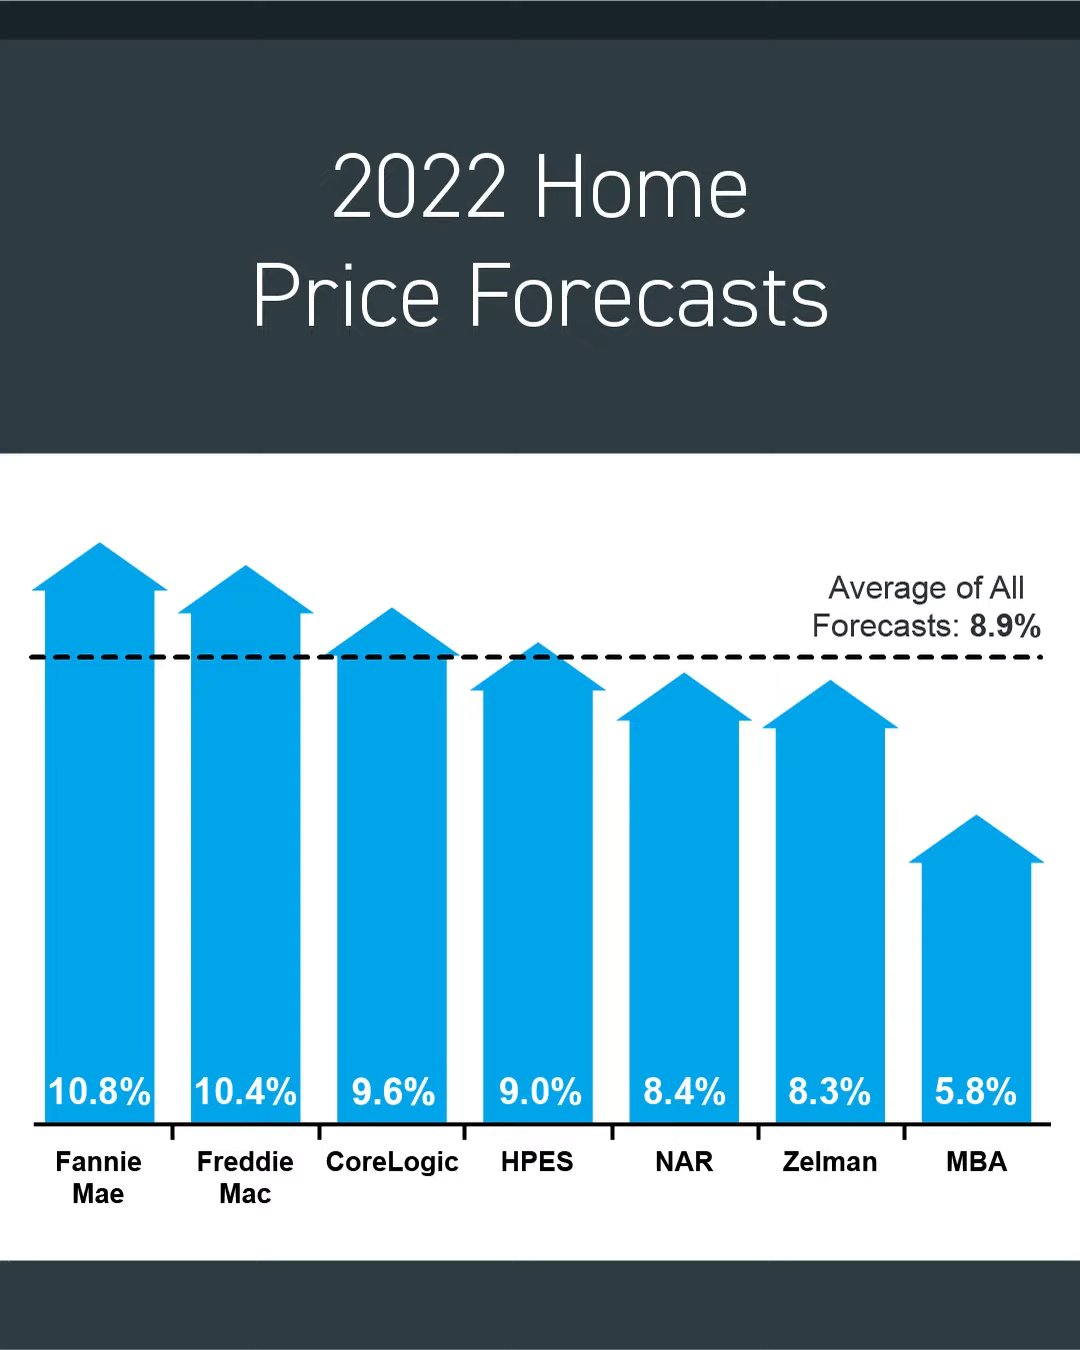 2022 Home
Price Forecasts
Average of All
Forecasts: 8.9%
10.8% 10.4% 9.6% 9.0% 8.4% 8.3% 5.8%
Fannie Freddie CoreLogic HPES NAR Zelman MBA
Mae Mac